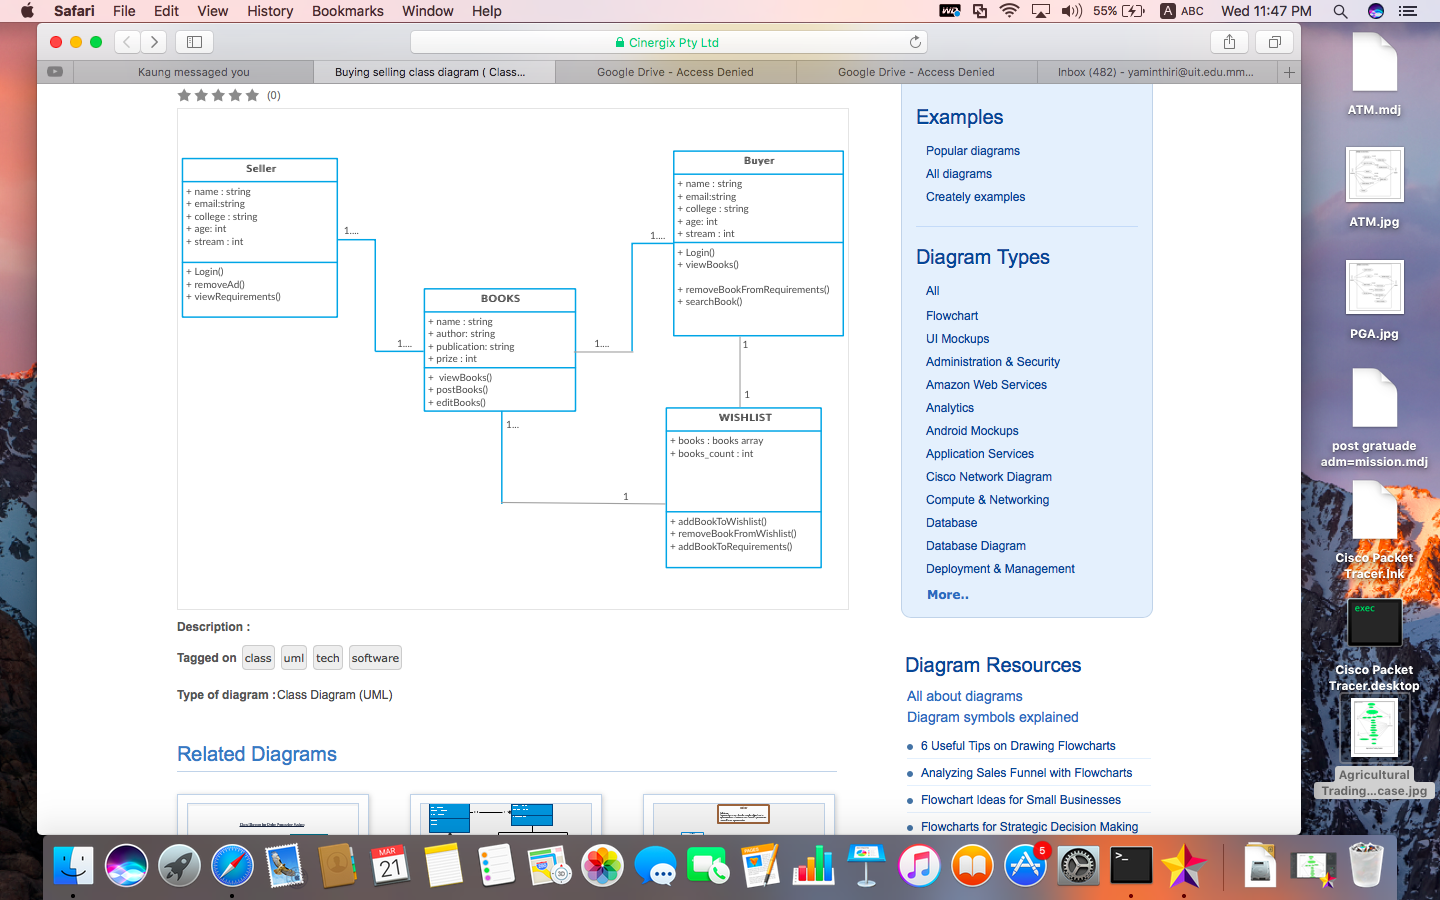 Safari File Edit View History Bookmarks Window Help 55% A ABC Wed 11:47 PM
Cinergix Pty Ltd
Kaung messaged you
Buying selling class diagram ( Class...
Google Drive - Access Denied
Google Drive - Access Denied
Inbox (482) - yaminthiri@uit.edu.mm...
(0)
Seller
+ name : string
+ email:string
+ college : string
+ age: int
+ stream : int
+ Login()
+ removeAd()
+ viewRequirements()
1....
1....
BOOKS
+ name : string
+ author: string
+ publication: string
+ prize : int
+ viewBooks()
+ postBooks()
+ editBooks()
1....
1....
Buyer
+ name : string
+ email:string
+ college : string
+ age: int
+ stream : int
+ Login()
+ viewBooks()
+ removeBookFromRequirements()
+ searchBook()
1
1
WISHLIST
+ books : books array
+ books_count : int
+ addBookToWishlist()
+ removeBookFromWishlist()
+ addBookToRequirements()
1...
1
Description :
Tagged on class uml tech software
Type of diagram :Class Diagram (UML)
Related Diagrams
Examples
Popular diagrams
All diagrams
Creately examples
Diagram Types
All
Flowchart
UI Mockups
Administration & Security
Amazon Web Services
Analytics
Android Mockups
Application Services
Cisco Network Diagram
Compute & Networking
Database
Database Diagram
Deployment & Management
More..
Diagram Resources
All about diagrams
Diagram symbols explained
6 Useful Tips on Drawing Flowcharts
Analyzing Sales Funnel with Flowcharts
Flowchart Ideas for Small Businesses
Flowcharts for Strategic Decision Making
ATM.mdj
ATM.jpg
PGA.jpg
post gratuade
adm=mission.mdj
Cisco Packet
Tracer.lnk
exec
Cisco Packet
Tracer.desktop
Agricultural
Trading...case.jpg
MAR
21
5